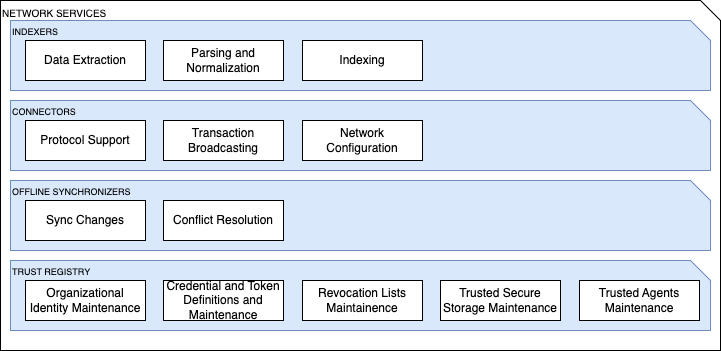 NETWORK SERVICES
INDEXERS
Data Extraction
Parsing and
Normalization
Indexing
CONNECTORS
Protocol Support
Transaction
Broadcasting
Network
Configuration
OFFLINE SYNCHRONIZERS
Sync Changes
Conflict Resolution
TRUST REGISTRY
Organizational
Identity Maintenance
Credential and Token
Definitions and
Maintenance
Revocation Lists
Maintainence
Trusted Secure
Storage Maintenance
Trusted Agents
Maintenance